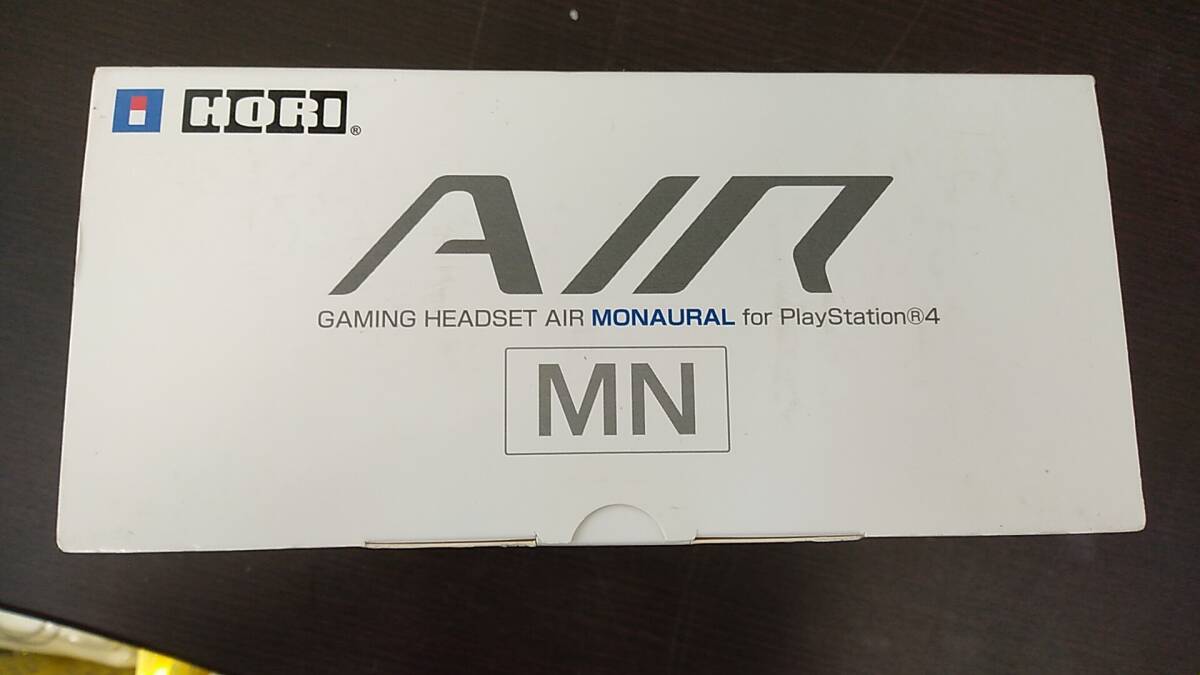 HORI®
AIR
GAMING HEADSET AIR MONAURAL for PlayStation®4
MN